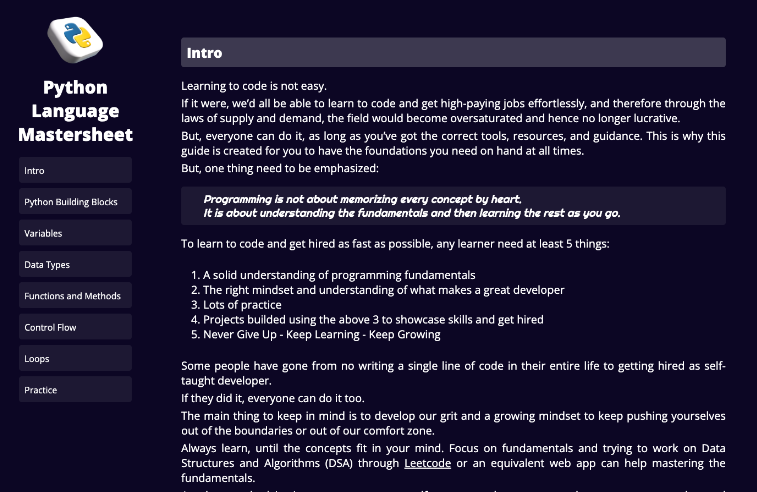 Python
Language
Mastersheet
Intro
Python Building Blocks
Variables
Data Types
Functions and Methods
Control Flow
Loops
Practice
Intro
Learning to code is not easy.
If it were, we'd all be able to learn to code and get high-paying jobs effortlessly, and therefore through the
laws of supply and demand, the field would become oversaturated and hence no longer lucrative.
But, everyone can do it, as long as you've got the correct tools, resources, and guidance. This is why this
guide is created for you to have the foundations you need on hand at all times.
But, one thing need to be emphasized:
Programming is not about memorizing every concept by heart.
It is about understanding the fundamentals and then learning the rest as you go.
To learn to code and get hired as fast as possible, any learner need at least 5 things:
1. A solid understanding of programming fundamentals
2. The right mindset and understanding of what makes a great developer
3. Lots of practice
4. Projects builded using the above 3 to showcase skills and get hired
5. Never Give Up - Keep Learning - Keep Growing
Some people have gone from no writing a single line of code in their entire life to getting hired as self-
taught developer.
If they did it, everyone can do it too.
The main thing to keep in mind is to develop our grit and a growing mindset to keep pushing yourselves
out of the boundaries or out of our comfort zone.
Always learn, until the concepts fit in your mind. Focus on fundamentals and trying to work on Data
Structures and Algorithms (DSA) through Leetcode or an equivalent web app can help mastering the
fundamentals.